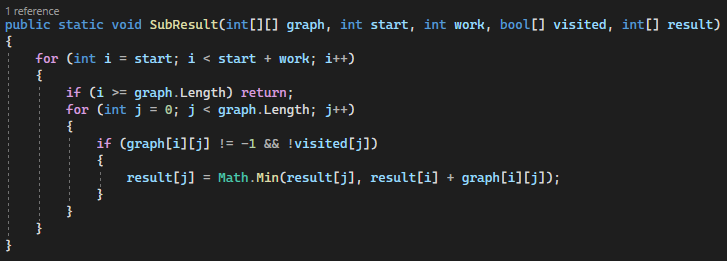 1 reference
public static void SubResult(int[][] graph, int start, int work, bool[] visited, int[] result)
{
    for (int i = start; i < start + work; i++)
    {
        if (i >= graph.Length) return;
        for (int j = 0; j < graph.Length; j++)
        {
            if (graph[i][j] != -1 && !visited[j])
            {
                result[j] = Math.Min(result[j], result[i] + graph[i][j]);
            }
        }
    }
}